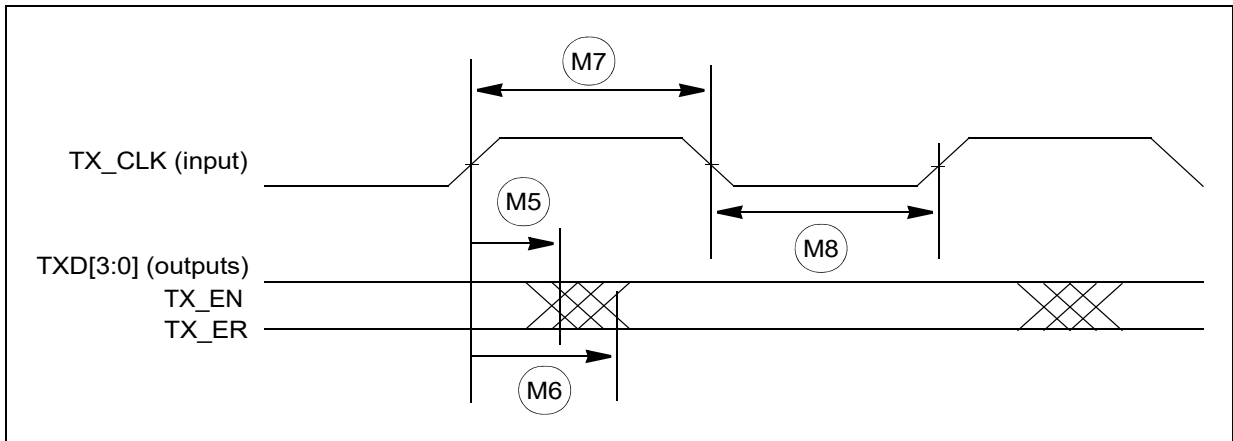 M7
TX_CLK (input)
M5
M8
TXD[3:0] (outputs)
TX_EN
TX_ER
M6